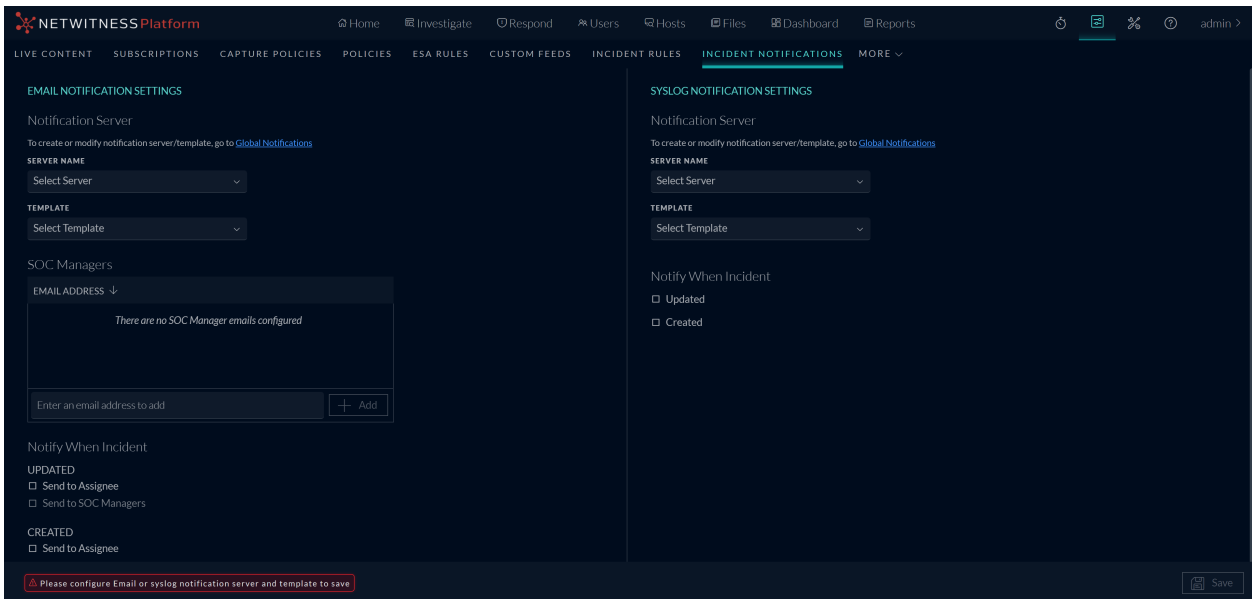 NETWITNESS Platform
Home
Investigate
Respond
Users
Hosts
Files
Dashboard
Reports
admin >
LIVE CONTENT
SUBSCRIPTIONS
CAPTURE POLICIES
POLICIES
ESA RULES
CUSTOM FEEDS
INCIDENT RULES
INCIDENT NOTIFICATIONS
MORE
EMAIL NOTIFICATION SETTINGS
Notification Server
To create or modify notification server/template, go to Global Notifications
SERVER NAME
Select Server
TEMPLATE
Select Template
SOC Managers
EMAIL ADDRESS
There are no SOC Manager emails configured
Enter an email address to add
Add
Notify When Incident
UPDATED
Send to Assignee
Send to SOC Managers
CREATED
Send to Assignee
SYSLOG NOTIFICATION SETTINGS
Notification Server
To create or modify notification server/template, go to Global Notifications
SERVER NAME
Select Server
TEMPLATE
Select Template
Notify When Incident
Updated
Created
Please configure Email or syslog notification server and template to save
Save